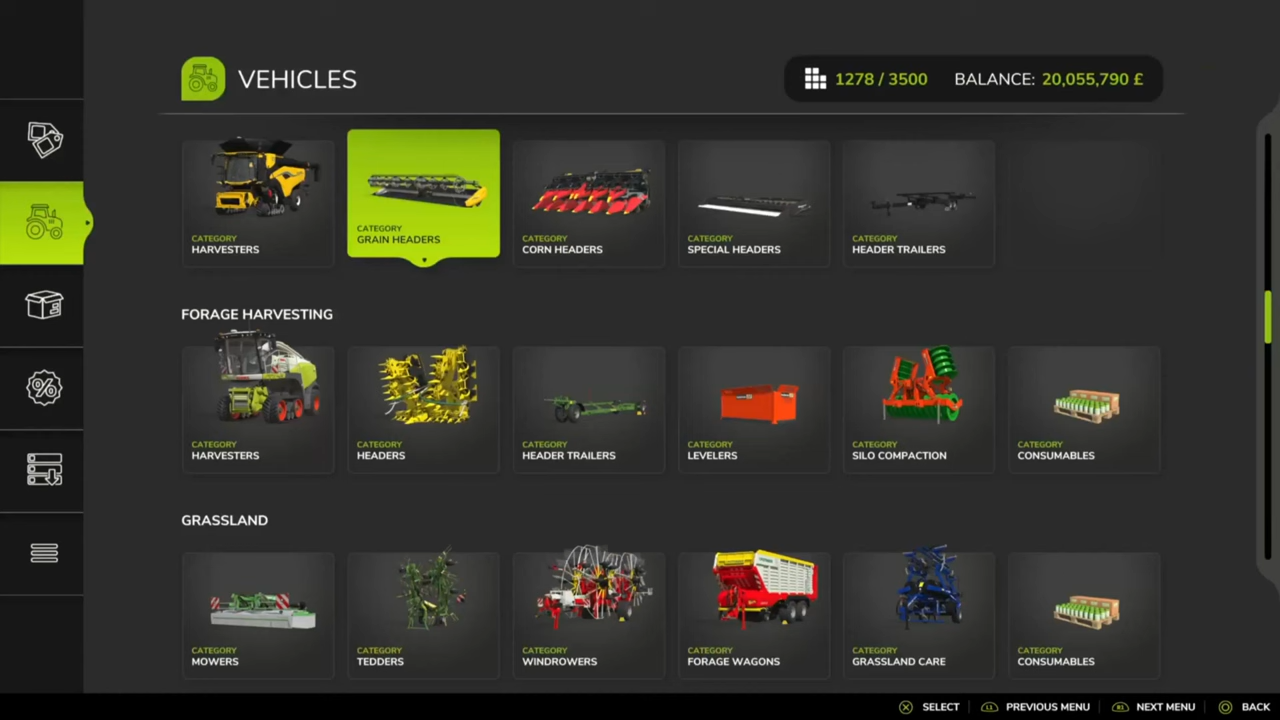 VEHICLES
1278 / 3500
BALANCE: 20,055,790 £
CATEGORY
HARVESTERS
CATEGORY
GRAIN HEADERS
CATEGORY
CORN HEADERS
CATEGORY
SPECIAL HEADERS
CATEGORY
HEADER TRAILERS
FORAGE HARVESTING
CATEGORY
HARVESTERS
CATEGORY
HEADERS
CATEGORY
HEADER TRAILERS
CATEGORY
LEVELERS
CATEGORY
SILO COMPACTION
CATEGORY
CONSUMABLES
GRASSLAND
CATEGORY
MOWERS
CATEGORY
TEDDERS
CATEGORY
WINDROWERS
CATEGORY
FORAGE WAGONS
CATEGORY
GRASSLAND CARE
CATEGORY
CONSUMABLES
SELECT
L1 PREVIOUS MENU
R1 NEXT MENU
BACK